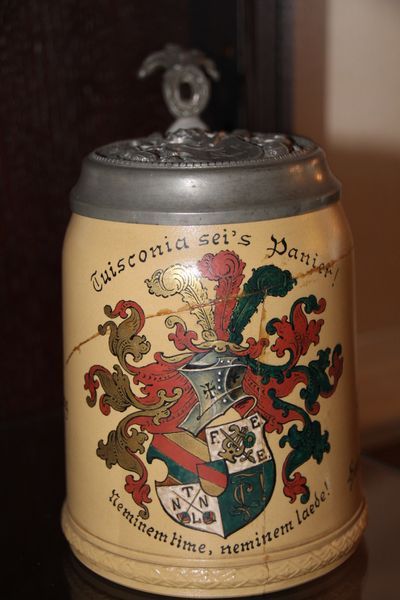 Tuisconia sei's Panier!
F E
E E
N T N
Neminem time, neminem laede!